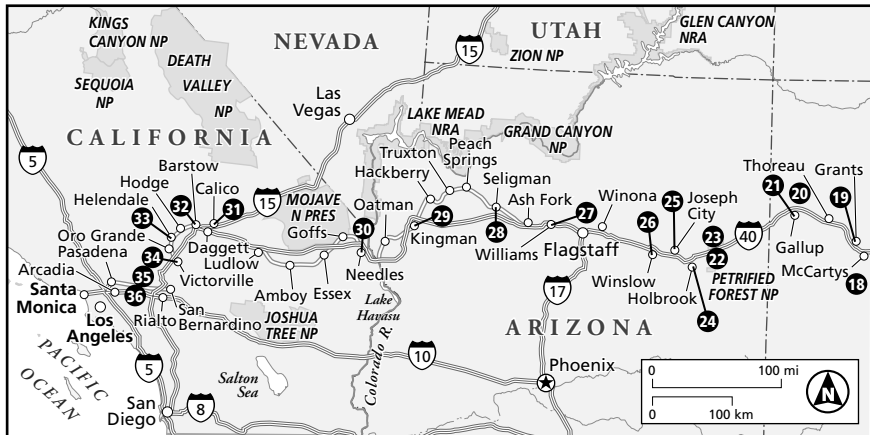 KINGS
CANYON NP
SEQUOIA
NP
DEATH
VALLEY
NP
NEVADA
15
UTAH
ZION NP
GLEN CANYON
NRA
Las
Vegas
LAKE MEAD
NRA
GRAND CANYON
NP
CALIFORNIA
5
Barstow
Hodge
Helendale
Calico
33
32
31
15
MOJAVE
N PRES
Goffs
30
Oatman
Hackberry
Truxton
Peach
Springs
Seligman
Ash Fork
29
Kingman
28
Williams
27
Flagstaff
Winona
26
25
Joseph
City
Winslow
Holbrook
24
23
22
40
PETRIFIED
FOREST NP
21
Gallup
Thoreau
20
19
Grants
McCartys
18
Oro Grande
Pasadena
Arcadia
Santa
Monica
Los
Angeles
34
35
36
Victorville
Rialto
San
Bernardino
Daggett
Ludlow
Amboy
Essex
Needles
Lake
Havasu
Colorado R.
JOSHUA
TREE NP
17
ARIZONA
10
Phoenix
PACIFIC
OCEAN
5
San
Diego
8
Salton
Sea
0 100 mi
0 100 km
N